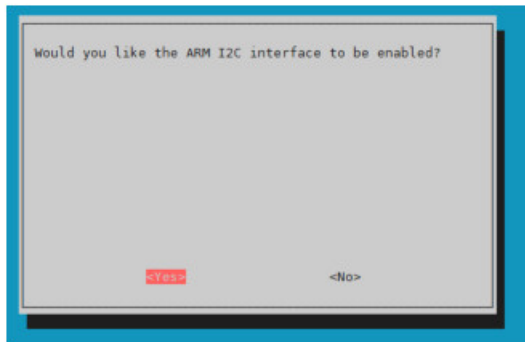 Would you like the ARM I2C interface to be enabled?
<Yes> <No>